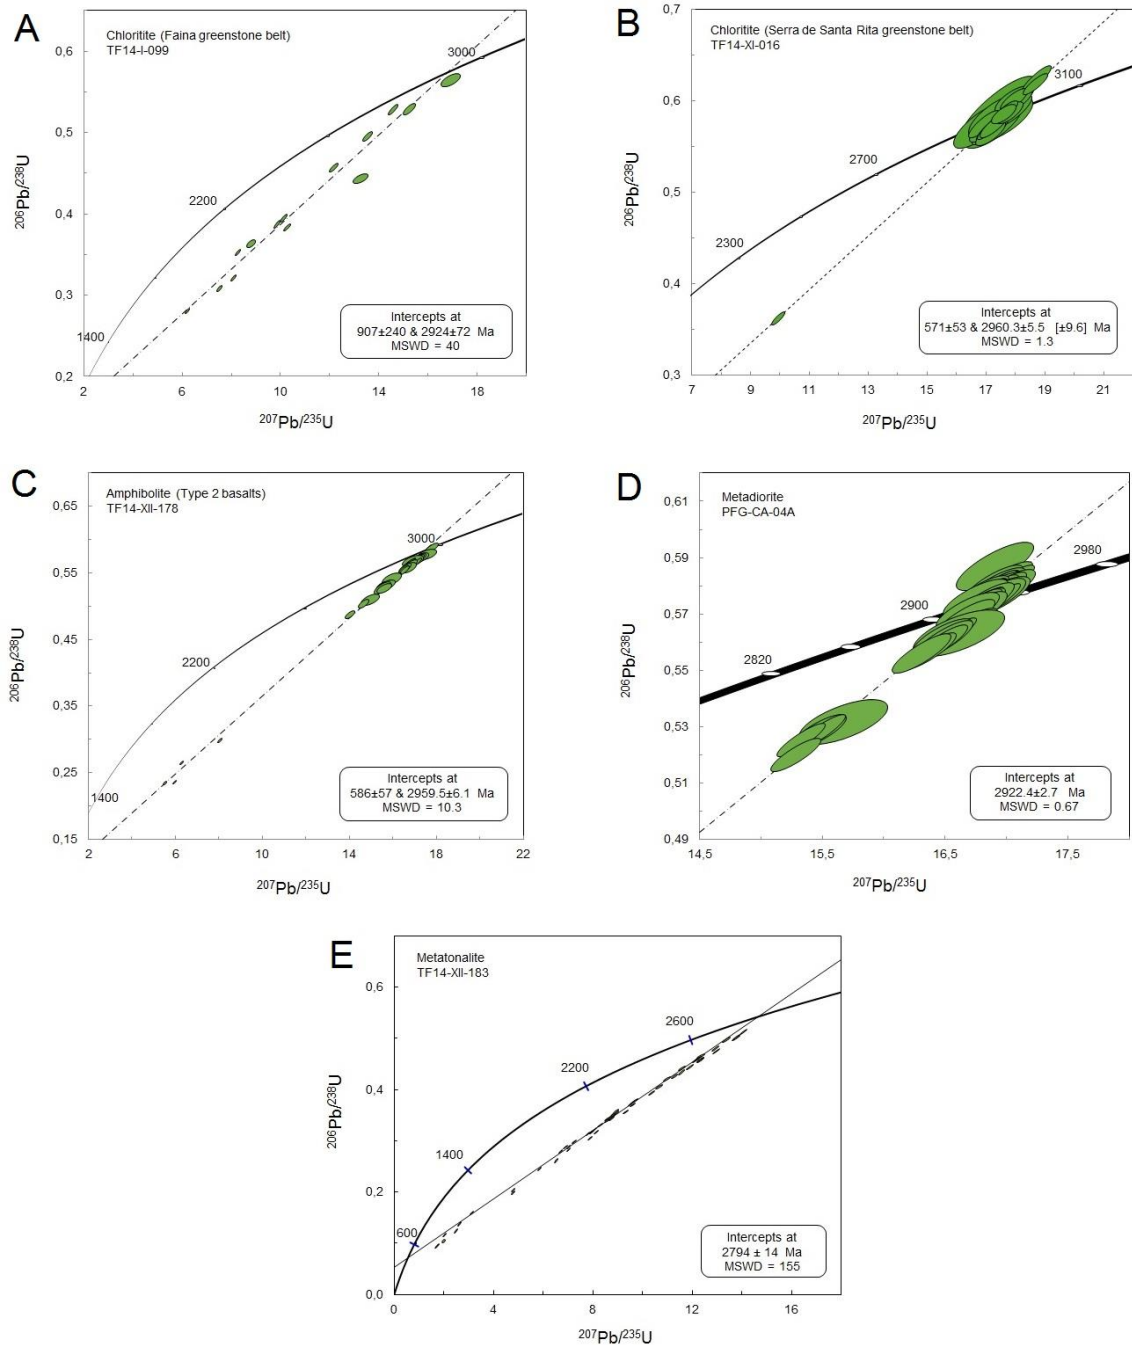 A
Chloritite (Faina greenstone belt)
TF14-I-099
0,6
0,5
0,4
0,3
0,2
3000
2200
1400
Intercepts at
907±240 & 2924±72 Ma
MSWD = 40
2 6 10 14 18
206Pb/238U
207Pb/235U
B
Chloritite (Serra de Santa Rita greenstone belt)
TF14-XI-016
0,7
0,6
0,5
0,4
0,3
3100
2700
2300
Intercepts at
571±53 & 2960.3±5.5 [±9.6] Ma
MSWD = 1.3
7 9 11 13 15 17 19 21
206Pb/238U
207Pb/235U
C
Amphibolite (Type 2 basalts)
TF14-XII-178
0,65
0,55
0,45
0,35
0,25
0,15
3000
2200
1400
Intercepts at
586±57 & 2959.5±6.1 Ma
MSWD = 10.3
2 6 10 14 18 22
206Pb/238U
207Pb/235U
D
Metadiorite
PFG-CA-04A
0,61
0,59
0,57
0,55
0,53
0,51
0,49
2980
2900
2820
Intercepts at
2922.4±2.7 Ma
MSWD = 0.67
14,5 15,5 16,5 17,5
206Pb/238U
207Pb/235U
E
Metatonalite
TF14-XII-183
0,6
0,4
0,2
0,0
2600
2200
1400
600
Intercepts at
2794 ± 14 Ma
MSWD = 155
0 4 8 12 16
206Pb/238U
207Pb/235U